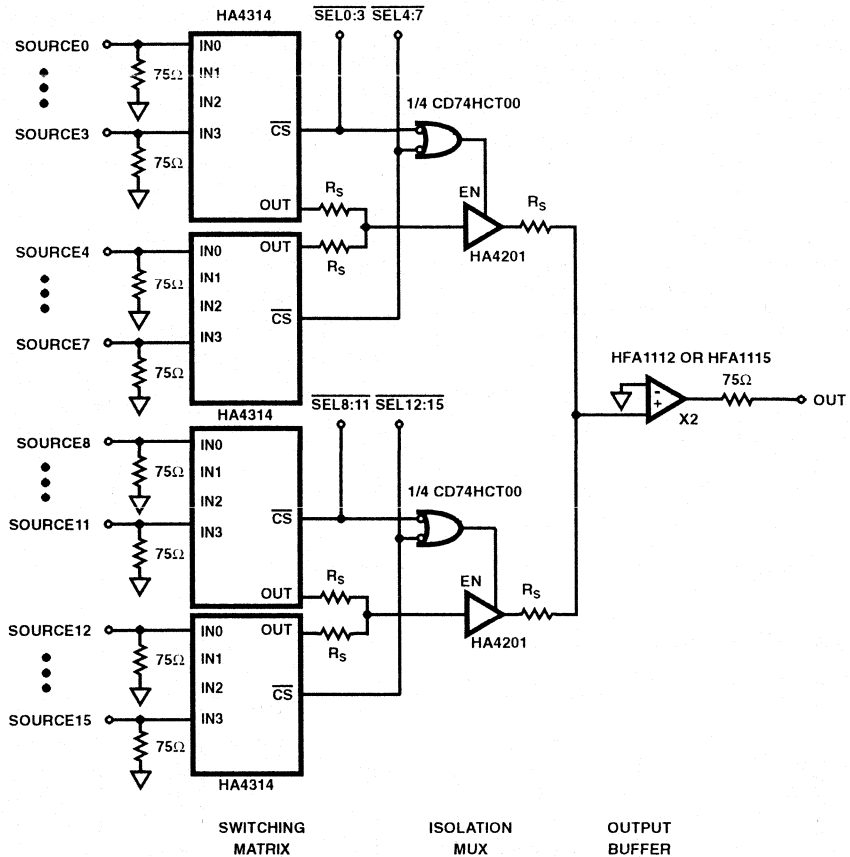 HA4314
SEL0:3 SEL4:7
SOURCE0
75Ω
IN0
IN1
IN2
IN3
CS
OUT
1/4 CD74HCT00
SOURCE3
75Ω
RS
EN
RS
HA4201
SOURCE4
75Ω
IN0
IN1
IN2
IN3
OUT
CS
RS
SOURCE7
75Ω
HA4314
HFA1112 OR HFA1115
75Ω
- +
X2
OUT
SEL8:11 SEL12:15
SOURCE8
75Ω
IN0
IN1
IN2
IN3
CS
OUT
1/4 CD74HCT00
SOURCE11
75Ω
RS
EN
RS
HA4201
SOURCE12
75Ω
IN0
IN1
IN2
IN3
OUT
CS
RS
SOURCE15
75Ω
HA4314
SWITCHING
MATRIX
ISOLATION
MUX
OUTPUT
BUFFER